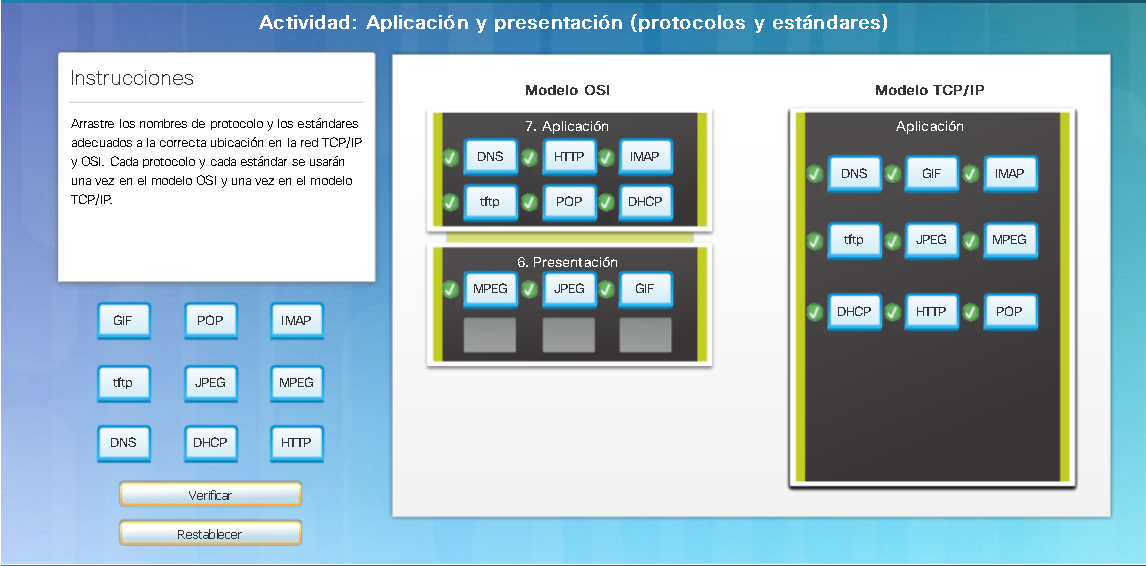 Actividad: Aplicación y presentación (protocolos y estándares)
Instrucciones
Arrastre los nombres de protocolo y los estándares
adecuados a la correcta ubicación en la red TCP/IP
y OSI. Cada protocolo y cada estándar se usarán
una vez en el modelo OSI y una vez en el modelo
TCP/IP.
GIF POP IMAP
tftp JPEG MPEG
DNS DHCP HTTP
Verificar
Restablecer
Modelo OSI
7. Aplicación
DNS HTTP IMAP
tftp POP DHCP
6. Presentación
MPEG JPEG GIF
Modelo TCP/IP
Aplicación
DNS GIF IMAP
tftp JPEG MPEG
DHCP HTTP POP